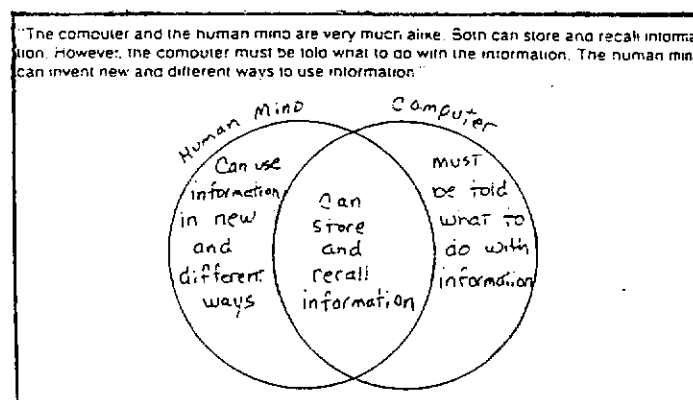 "The computer and the human mind are very much alike. Both can store and recall informa-
tion. However, the computer must be told what to do with the information. The human mind
can invent new and different ways to use information"
Human Mind
Computer
Can use
information
in new
and
different
ways
Can
store
and
recall
information
must
be told
what to
do with
information